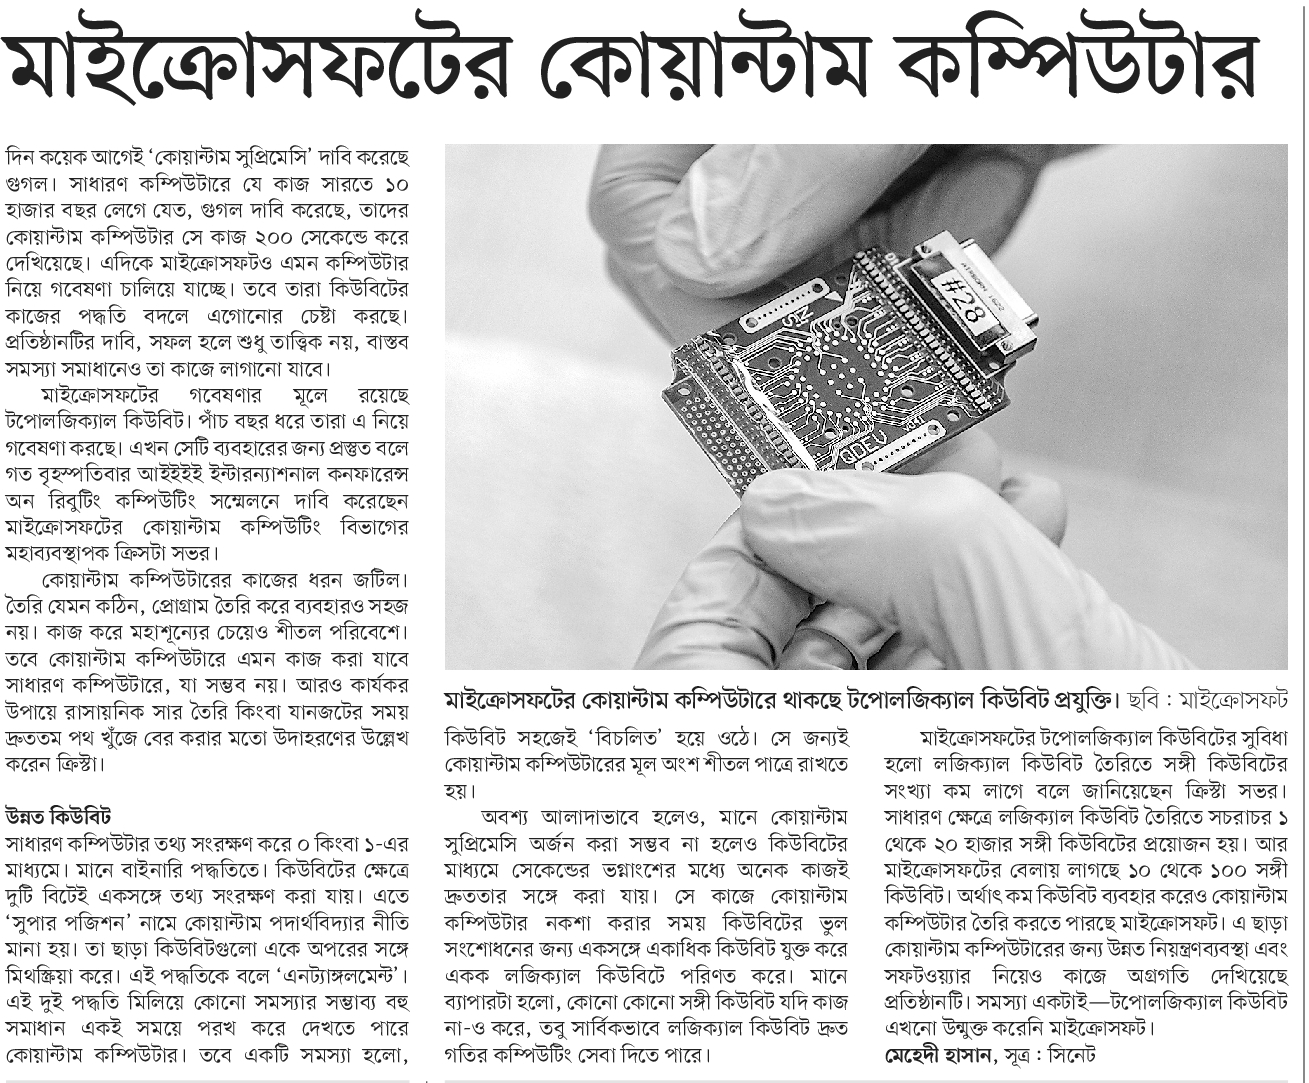 মাইক্রোসফটের কোয়ান্টাম কম্পিউটার
দিন কয়েক আগেই ‘কোয়ান্টাম সুপ্রিমেসি’ দাবি করেছে
গুগল। সাধারণ কম্পিউটারে যে কাজ সারতে ১০
হাজার বছর লেগে যেত, গুগল দাবি করেছে, তাদের
কোয়ান্টাম কম্পিউটার সে কাজ ২০০ সেকেন্ডে করে
দেখিয়েছে। এদিকে মাইক্রোসফটও এমন কম্পিউটার
নিয়ে গবেষণা চালিয়ে যাচ্ছে। তবে তারা কিউবিটের
কাজের পদ্ধতি বদলে এগোনোর চেষ্টা করছে।
প্রতিষ্ঠানটির দাবি, সফল হলে শুধু তাত্ত্বিক নয়, বাস্তব
সমস্যা সমাধানেও তা কাজে লাগানো যাবে।
মাইক্রোসফটের গবেষণার মূলে রয়েছে
টপোলজিক্যাল কিউবিট। পাঁচ বছর ধরে তারা এ নিয়ে
গবেষণা করছে। এখন সেটি ব্যবহারের জন্য প্রস্তুত বলে
গত বৃহস্পতিবার আইইইই ইন্টারন্যাশনাল কনফারেন্স
অন রিবুটিং কম্পিউটিং সম্মেলনে দাবি করেছেন
মাইক্রোসফটের কোয়ান্টাম কম্পিউটিং বিভাগের
মহাব্যবস্থাপক ক্রিসটা সভর।
কোয়ান্টাম কম্পিউটারের কাজের ধরন জটিল।
তৈরি যেমন কঠিন, প্রোগ্রাম তৈরি করে ব্যবহারও সহজ
নয়। কাজ করে মহাশূন্যের চেয়েও শীতল পরিবেশে।
তবে কোয়ান্টাম কম্পিউটারে এমন কাজ করা যাবে
সাধারণ কম্পিউটারে, যা সম্ভব নয়। আরও কার্যকর
উপায়ে রাসায়নিক সার তৈরি কিংবা যানজটের সময়
দ্রুততম পথ খুঁজে বের করার মতো উদাহরণের উল্লেখ
করেন ক্রিস্টা।
উন্নত কিউবিট
সাধারণ কম্পিউটার তথ্য সংরক্ষণ করে ০ কিংবা ১-এর
মাধ্যমে। মানে বাইনারি পদ্ধতিতে। কিউবিটের ক্ষেত্রে
দুটি বিটেই একসঙ্গে তথ্য সংরক্ষণ করা যায়। এতে
‘সুপার পজিশন’ নামে কোয়ান্টাম পদার্থবিদ্যার নীতি
মানা হয়। তা ছাড়া কিউবিটগুলো একে অপরের সঙ্গে
মিথস্ক্রিয়া করে। এই পদ্ধতিকে বলে ‘এনট্যাঙ্গলমেন্ট’।
এই দুই পদ্ধতি মিলিয়ে কোনো সমস্যার সম্ভাব্য বহু
সমাধান একই সময়ে পরখ করে দেখতে পারে
কোয়ান্টাম কম্পিউটার। তবে একটি সমস্যা হলো,
#28
QDEV
মাইক্রোসফটের কোয়ান্টাম কম্পিউটারে থাকছে টপোলজিক্যাল কিউবিট প্রযুক্তি। ছবি : মাইক্রোসফট
কিউবিট সহজেই ‘বিচলিত’ হয়ে ওঠে। সে জন্যই
কোয়ান্টাম কম্পিউটারের মূল অংশ শীতল পাত্রে রাখতে
হয়।
অবশ্য আলাদাভাবে হলেও, মানে কোয়ান্টাম
সুপ্রিমেসি অর্জন করা সম্ভব না হলেও কিউবিটের
মাধ্যমে সেকেন্ডের ভগ্নাংশের মধ্যে অনেক কাজই
দ্রুততার সঙ্গে করা যায়। সে কাজে কোয়ান্টাম
কম্পিউটার নকশা করার সময় কিউবিটের ভুল
সংশোধনের জন্য একসঙ্গে একাধিক কিউবিট যুক্ত করে
একক লজিক্যাল কিউবিটে পরিণত করে। মানে
ব্যাপারটা হলো, কোনো কোনো সঙ্গী কিউবিট যদি কাজ
না-ও করে, তবু সার্বিকভাবে লজিক্যাল কিউবিট দ্রুত
গতির কম্পিউটিং সেবা দিতে পারে।
মাইক্রোসফটের টপোলজিক্যাল কিউবিটের সুবিধা
হলো লজিক্যাল কিউবিট তৈরিতে সঙ্গী কিউবিটের
সংখ্যা কম লাগে বলে জানিয়েছেন ক্রিস্টা সভর।
সাধারণ ক্ষেত্রে লজিক্যাল কিউবিট তৈরিতে সচরাচর ১
থেকে ২০ হাজার সঙ্গী কিউবিটের প্রয়োজন হয়। আর
মাইক্রোসফটের বেলায় লাগছে ১০ থেকে ১০০ সঙ্গী
কিউবিট। অর্থাৎ কম কিউবিট ব্যবহার করেও কোয়ান্টাম
কম্পিউটার তৈরি করতে পারছে মাইক্রোসফট। এ ছাড়া
কোয়ান্টাম কম্পিউটারের জন্য উন্নত নিয়ন্ত্রণব্যবস্থা এবং
সফটওয়্যার নিয়েও কাজে অগ্রগতি দেখিয়েছে
প্রতিষ্ঠানটি। সমস্যা একটাই—টপোলজিক্যাল কিউবিট
এখনো উন্মুক্ত করেনি মাইক্রোসফট।
মেহেদী হাসান, সূত্র : সিনেট